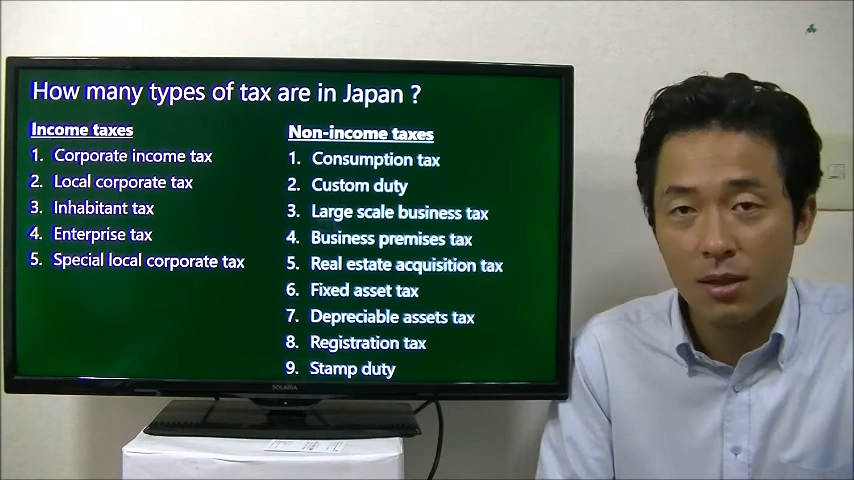 How many types of tax are in Japan ?
Income taxes
1. Corporate income tax
2. Local corporate tax
3. Inhabitant tax
4. Enterprise tax
5. Special local corporate tax
Non-income taxes
1. Consumption tax
2. Custom duty
3. Large scale business tax
4. Business premises tax
5. Real estate acquisition tax
6. Fixed asset tax
7. Depreciable assets tax
8. Registration tax
9. Stamp duty
SOLARIA